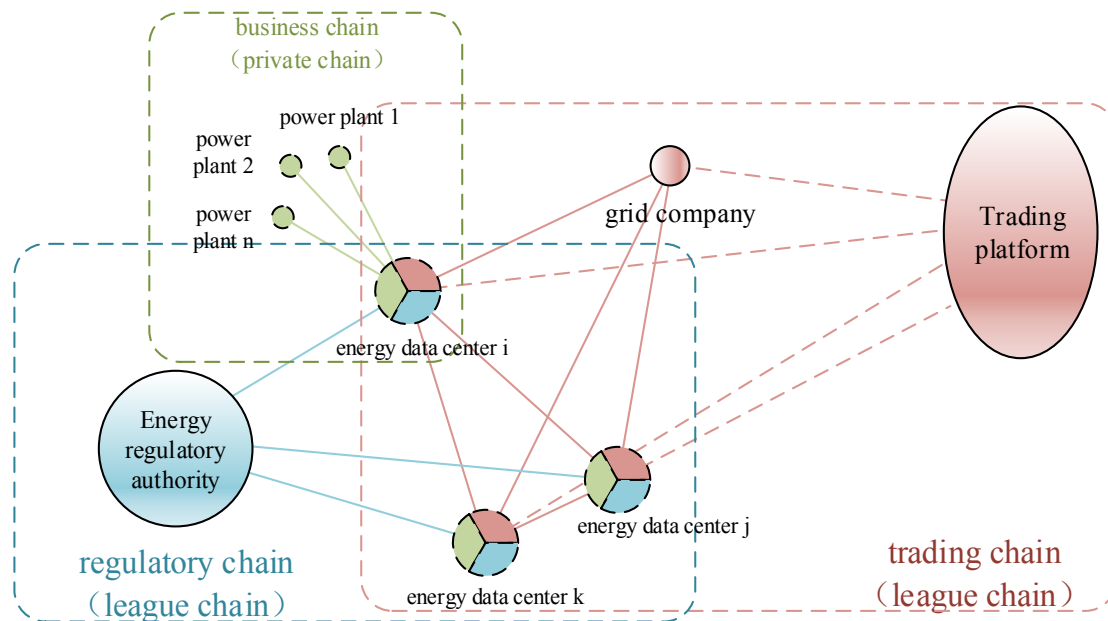 business chain
（private chain）
power plant 1
power
plant 2
power
plant n
grid company
Trading
platform
energy data center i
Energy
regulatory
authority
energy data center j
energy data center k
regulatory chain
（league chain）
trading chain
（league chain）